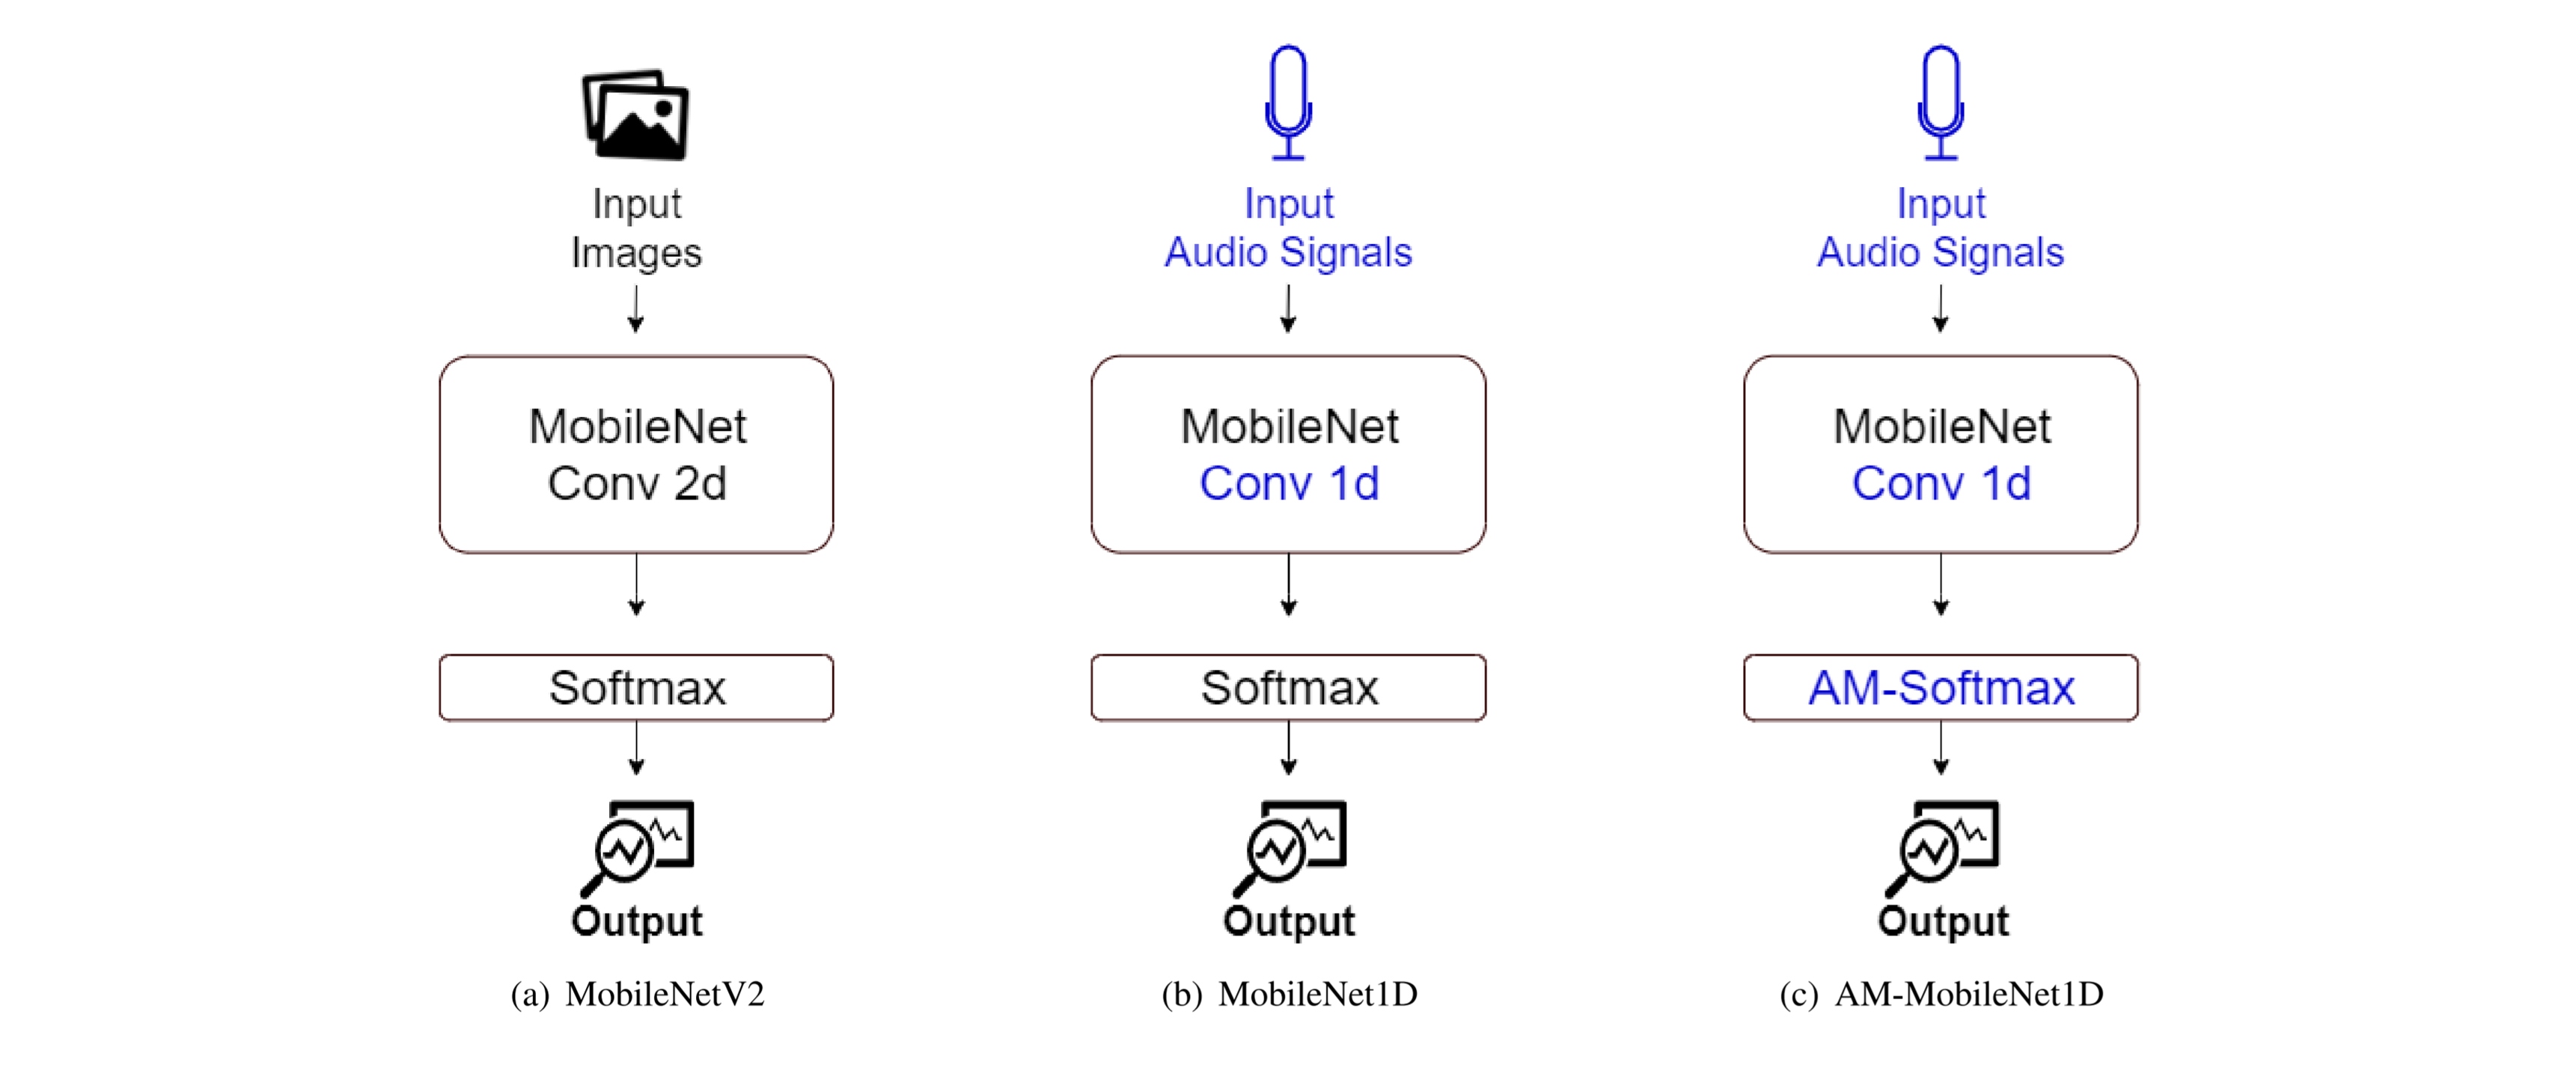 Input
Images
MobileNet
Conv 2d
Softmax
Output
(a) MobileNetV2
Input
Audio Signals
MobileNet
Conv 1d
Softmax
Output
(b) MobileNet1D
Input
Audio Signals
MobileNet
Conv 1d
AM-Softmax
Output
(c) AM-MobileNet1D